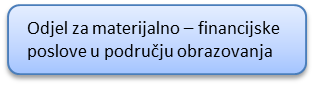 Odjel za materijalno – financijske
poslove u području obrazovanja